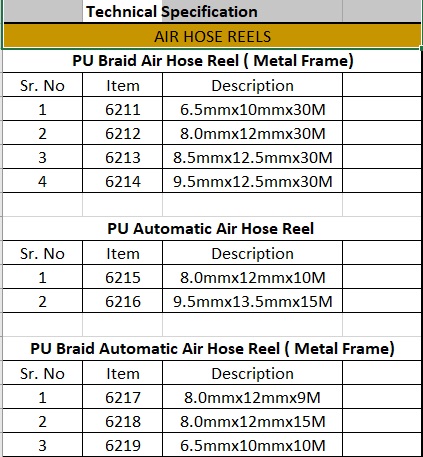 Technical Specification
AIR HOSE REELS
PU Braid Air Hose Reel ( Metal Frame)
Sr. No Item Description
1 6211 6.5mmx10mmx30M
2 6212 8.0mmx12mmx30M
3 6213 8.5mmx12.5mmx30M
4 6214 9.5mmx12.5mmx30M
PU Automatic Air Hose Reel
Sr. No Item Description
1 6215 8.0mmx12mmx10M
2 6216 9.5mmx13.5mmx15M
PU Braid Automatic Air Hose Reel ( Metal Frame)
Sr. No Item Description
1 6217 8.0mmx12mmx9M
2 6218 8.0mmx12mmx15M
3 6219 6.5mmx10mmx10M